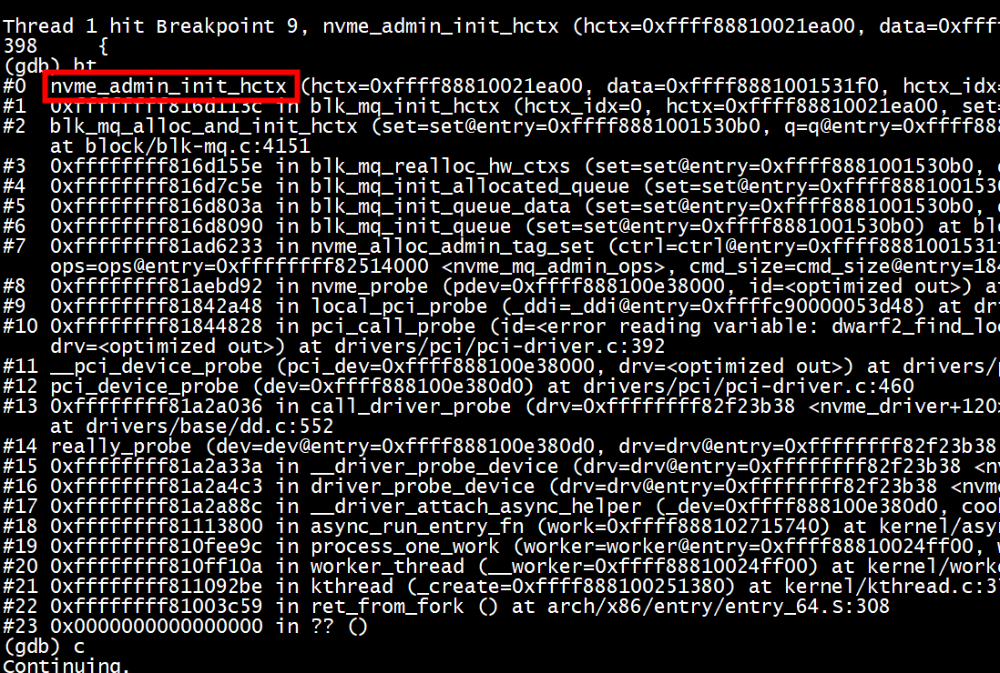 Thread 1 hit Breakpoint 9, nvme_admin_init_hctx (hctx=0xffff88810021ea00, data=0xfff
398     {
(gdb) bt
#0  nvme_admin_init_hctx (hctx=0xffff88810021ea00, data=0xffff8881001531f0, hctx_idx=
#1  0xffffffff816d113c in blk_mq_init_hctx (hctx_idx=0, hctx=0xffff88810021ea00, set=
#2  blk_mq_alloc_and_init_hctx (set=set@entry=0xffff8881001530b0, q=q@entry=0xffff888
    at block/blk-mq.c:4151
#3  0xffffffff816d155e in blk_mq_realloc_hw_ctxs (set=set@entry=0xffff8881001530b0,
#4  0xffffffff816d7c5e in blk_mq_init_allocated_queue (set=set@entry=0xffff8881001530
#5  0xffffffff816d803a in blk_mq_init_queue_data (set=set@entry=0xffff8881001530b0,
#6  0xffffffff816d8090 in blk_mq_init_queue (set=set@entry=0xffff8881001530b0) at blo
#7  0xffffffff81ad6233 in nvme_alloc_admin_tag_set (ctrl=ctrl@entry=0xffff8881001531
    ops=ops@entry=0xffffffff82514000 <nvme_mq_admin_ops>, cmd_size=cmd_size@entry=184
#8  0xffffffff81aebd92 in nvme_probe (pdev=0xffff888100e38000, id=<optimized out>) at
#9  0xffffffff81842a48 in local_pci_probe (_ddi=_ddi@entry=0xffffc90000053d48) at dri
#10 0xffffffff81844828 in pci_call_probe (id=<error reading variable: dwarf2_find_loc
    drv=<optimized out>) at drivers/pci/pci-driver.c:392
#11 __pci_device_probe (pci_dev=0xffff888100e38000, drv=<optimized out>) at drivers/p
#12 pci_device_probe (dev=0xffff888100e380d0) at drivers/pci/pci-driver.c:460
#13 0xffffffff81a2a036 in call_driver_probe (drv=0xffffffff82f23b38 <nvme_driver+120>
    at drivers/base/dd.c:552
#14 really_probe (dev=dev@entry=0xffff888100e380d0, drv=drv@entry=0xffffffff82f23b38
#15 0xffffffff81a2a33a in __driver_probe_device (drv=drv@entry=0xffffffff82f23b38 <nv
#16 0xffffffff81a2a4c3 in driver_probe_device (drv=drv@entry=0xffffffff82f23b38 <nvme
#17 0xffffffff81a2a88c in __driver_attach_async_helper (_dev=0xffff888100e380d0, cook
#18 0xffffffff81113800 in async_run_entry_fn (work=0xffff888102715740) at kernel/asy
#19 0xffffffff810fee9c in process_one_work (worker=worker@entry=0xffff88810024ff00, w
#20 0xffffffff810ff10a in worker_thread (__worker=0xffff88810024ff00) at kernel/work
#21 0xffffffff811092be in kthread (_create=0xffff888100251380) at kernel/kthread.c:37
#22 0xffffffff81003c59 in ret_from_fork () at arch/x86/entry/entry_64.S:308
#23 0x0000000000000000 in ?? ()
(gdb) c
Continuing.